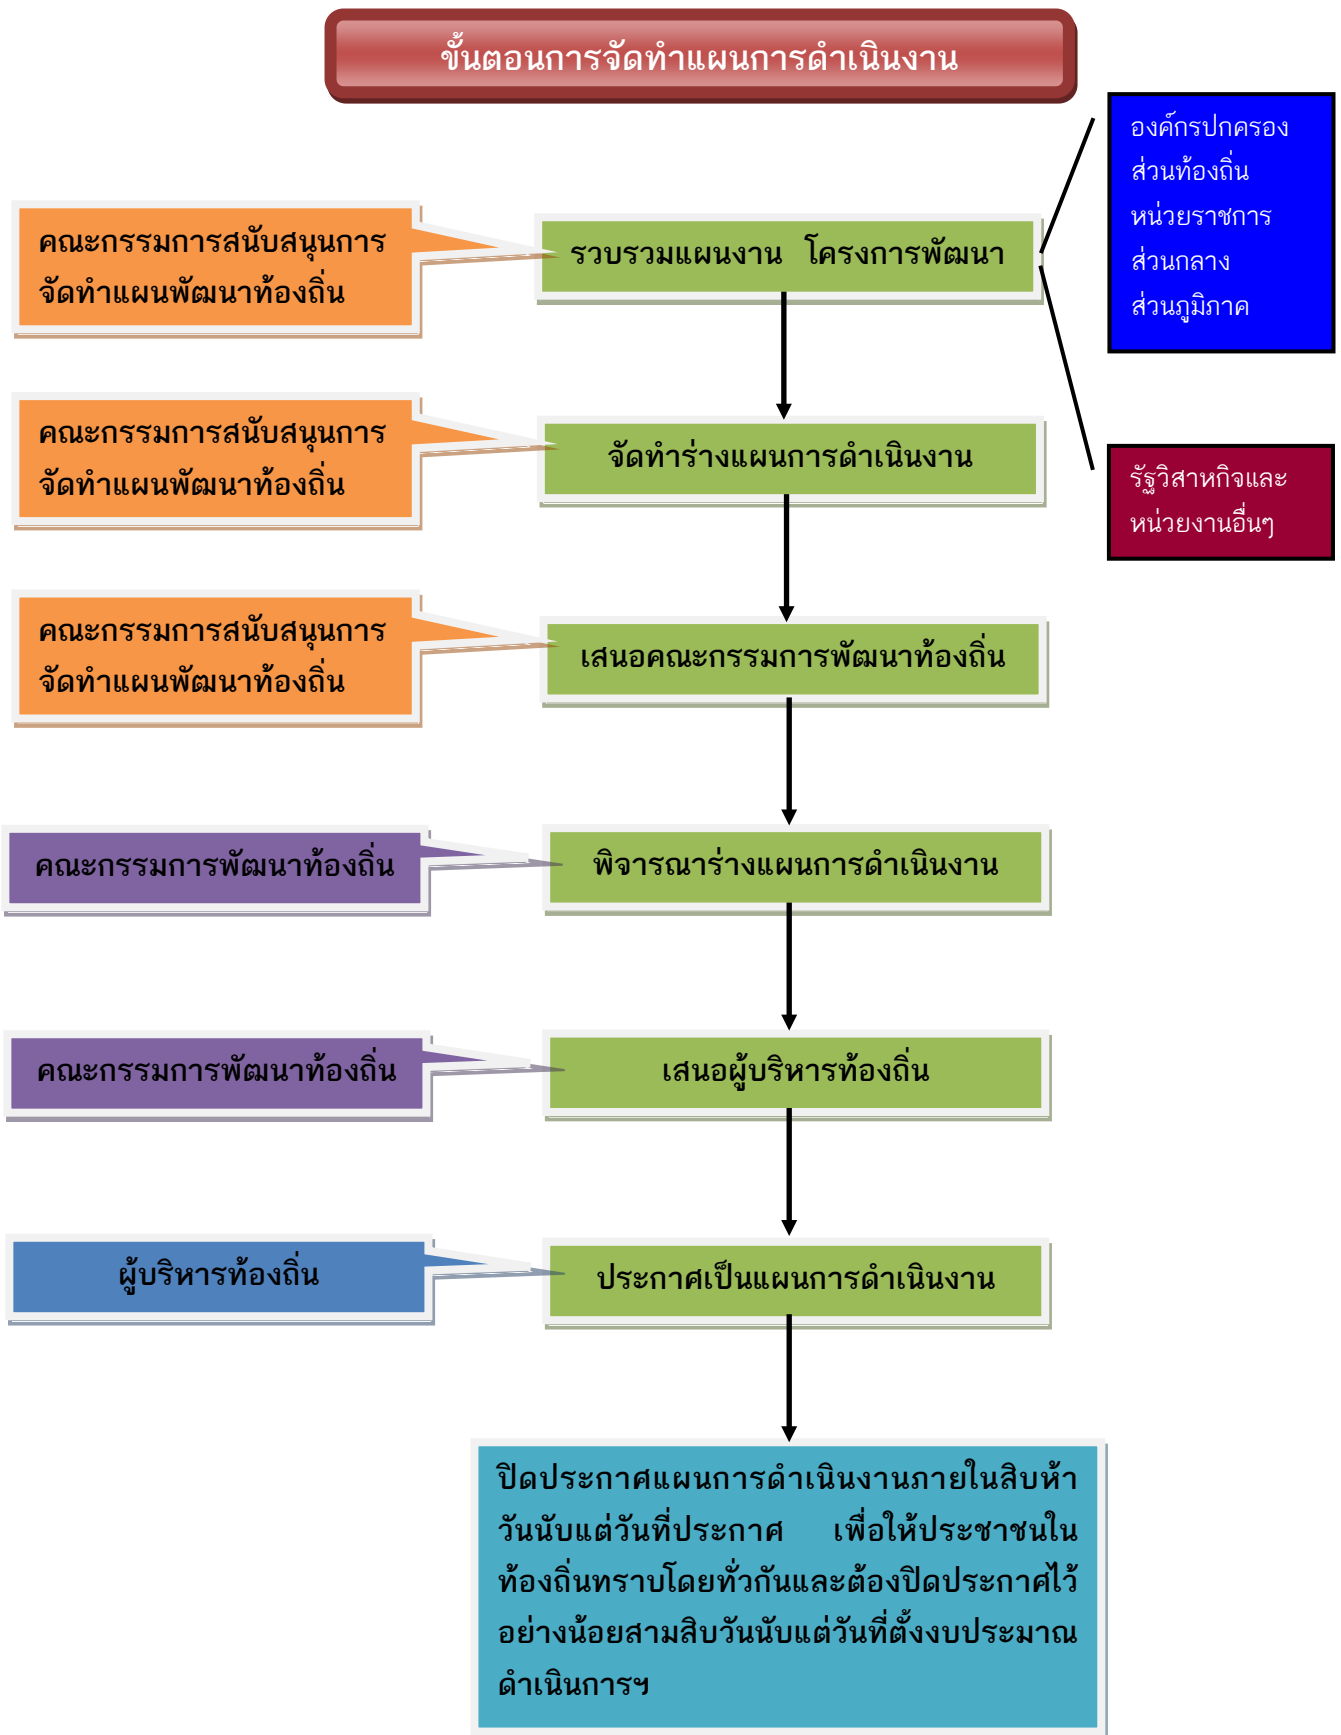 ขั้นตอนการจัดทำแผนการดำเนินงาน
องค์กรปกครอง
ส่วนท้องถิ่น
หน่วยราชการ
ส่วนกลาง
ส่วนภูมิภาค
คณะกรรมการสนับสนุนการ
จัดทำแผนพัฒนาท้องถิ่น
รวบรวมแผนงาน โครงการพัฒนา
คณะกรรมการสนับสนุนการ
จัดทำแผนพัฒนาท้องถิ่น
จัดทำร่างแผนการดำเนินงาน
รัฐวิสาหกิจและ
หน่วยงานอื่นๆ
คณะกรรมการสนับสนุนการ
จัดทำแผนพัฒนาท้องถิ่น
เสนอคณะกรรมการพัฒนาท้องถิ่น
คณะกรรมการพัฒนาท้องถิ่น
พิจารณาร่างแผนการดำเนินงาน
คณะกรรมการพัฒนาท้องถิ่น
เสนอผู้บริหารท้องถิ่น
ผู้บริหารท้องถิ่น
ประกาศเป็นแผนการดำเนินงาน
ปิดประกาศแผนการดำเนินงานภายในสิบห้า
วันนับแต่วันที่ประกาศ เพื่อให้ประชาชนใน
ท้องถิ่นทราบโดยทั่วกันและต้องปิดประกาศไว้
อย่างน้อยสามสิบวันนับแต่วันที่ตั้งงบประมาณ
ดำเนินการฯ